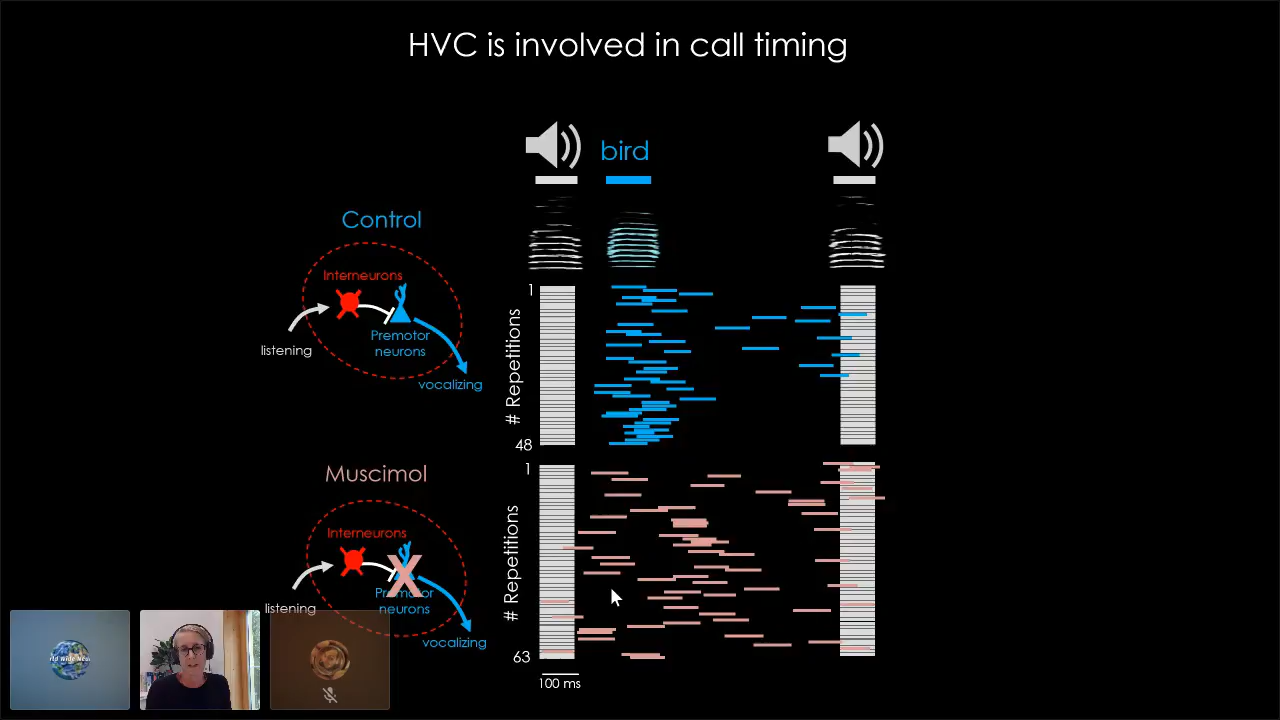 HVC is involved in call timing
bird
Control
Interneurons
Premotor
neurons
listening
vocalizing
# Repetitions
1
48
Muscimol
Interneurons
Premotor
neurons
listening
vocalizing
# Repetitions
1
63
100 ms